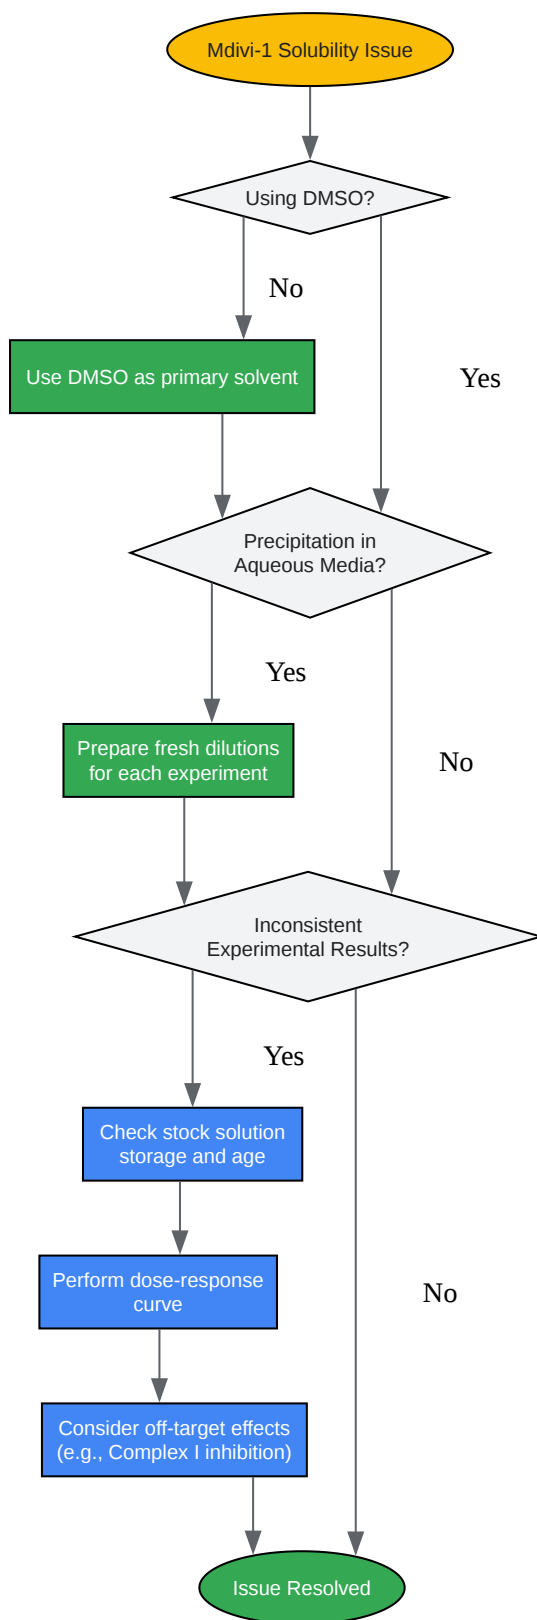 Mdivi-1 Solubility Issue
Using DMSO?
No
Use DMSO as primary solvent
Yes
Precipitation in
Aqueous Media?
Yes
Prepare fresh dilutions
for each experiment
No
Inconsistent
Experimental Results?
Yes
Check stock solution
storage and age
Perform dose-response
curve
No
Consider off-target effects
(e.g., Complex I inhibition)
Issue Resolved